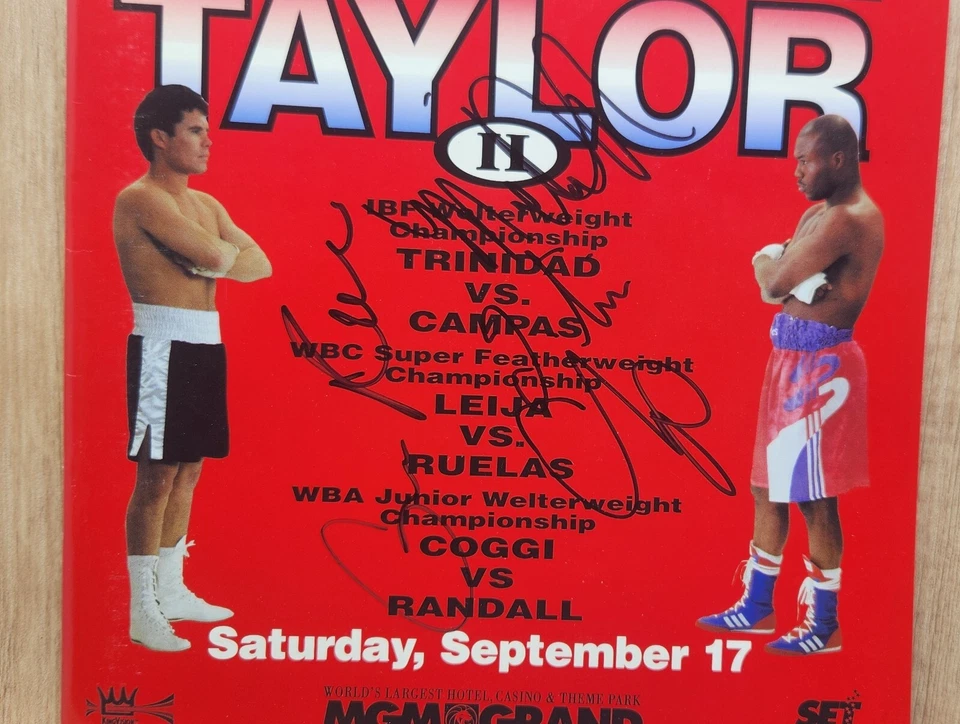 TAYLOR
II
IBF Welterweight
Championship
TRINIDAD
VS.
CAMPAS
WBC Super Featherweight
Championship
LEIJA
VS.
RUELAS
WBA Junior Welterweight
Championship
COGGI
VS
RANDALL
Saturday, September 17
WORLD'S LARGEST HOTEL, CASINO & THEME PARK
MGM GRAND
SET